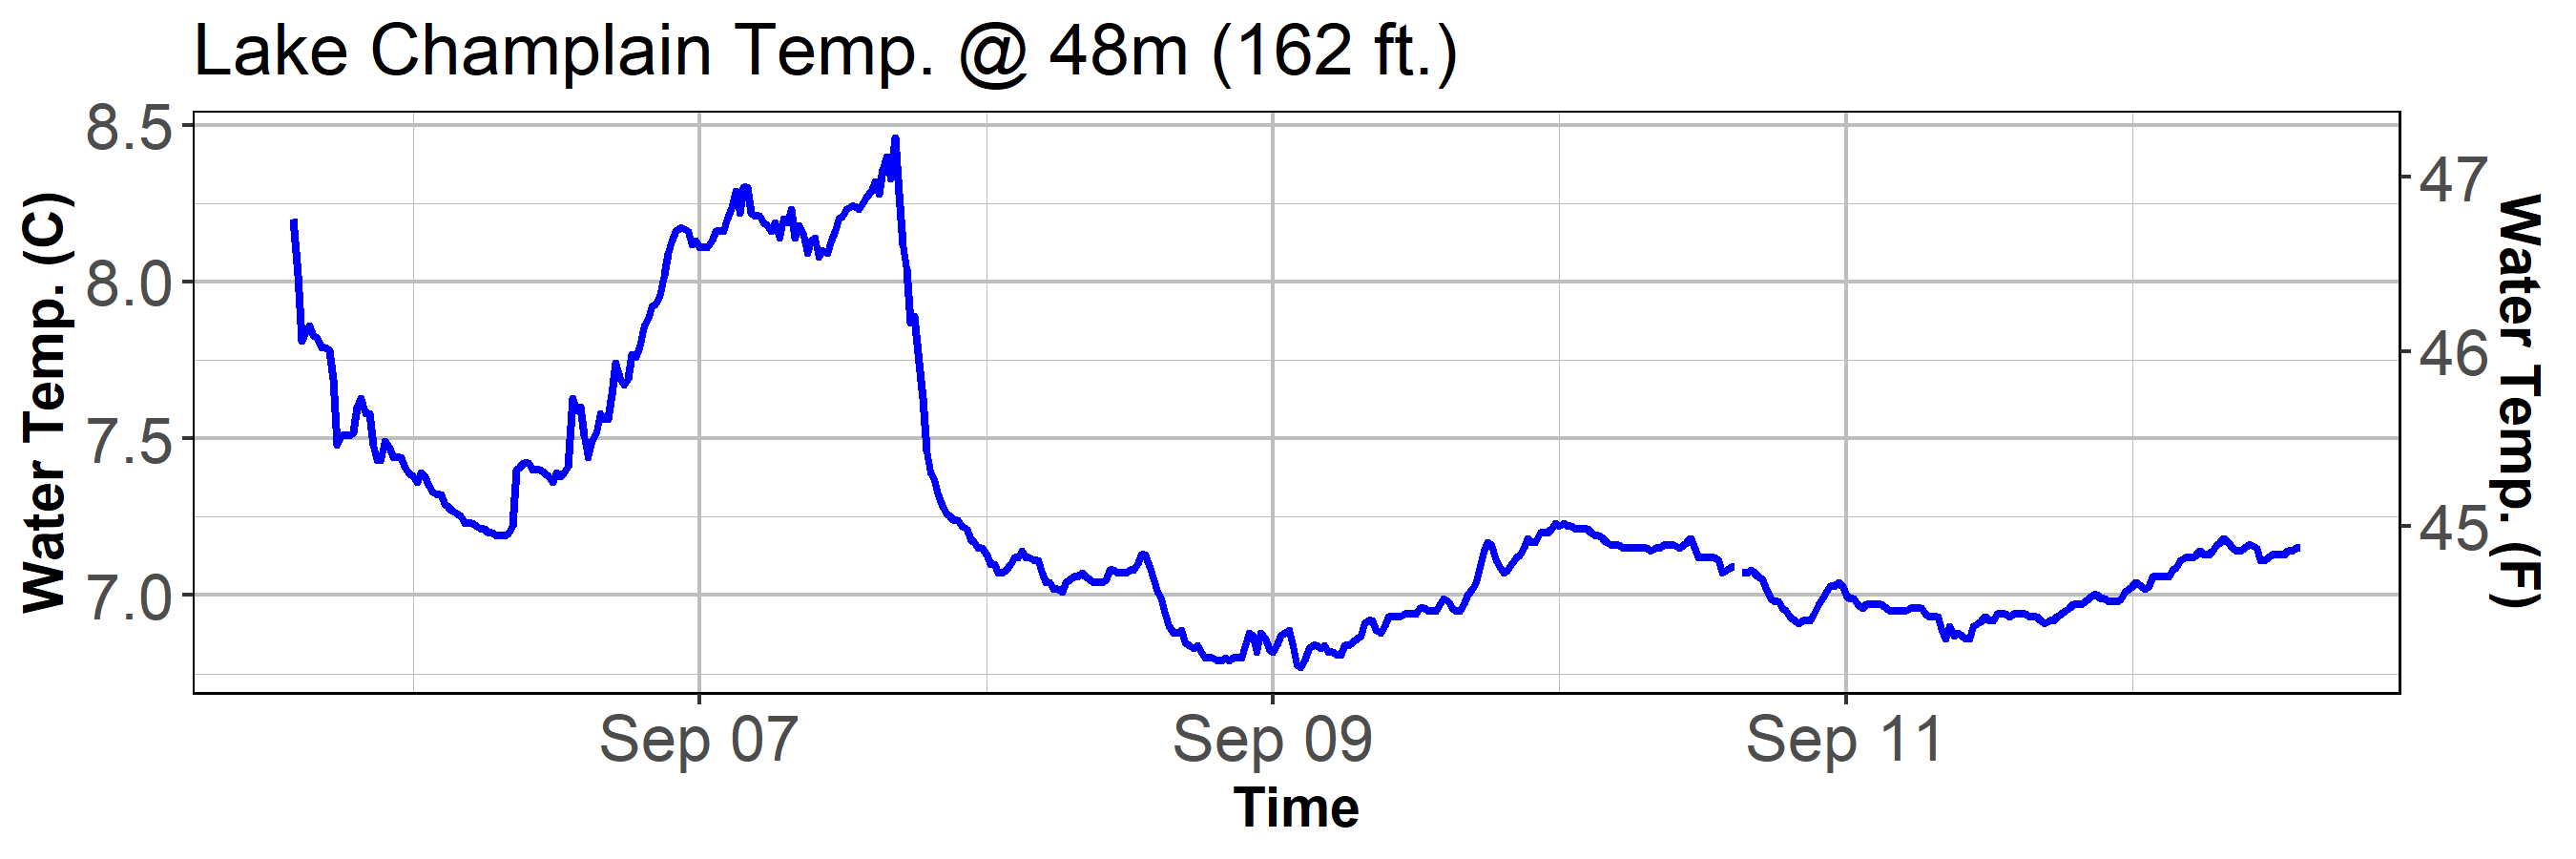 Lake Champlain Temp. @ 48m (162 ft.)
8.5
8.0
7.5
7.0
Water Temp. (C)
47
46
45
Water Temp. (F)
Sep 07
Sep 09
Sep 11
Time